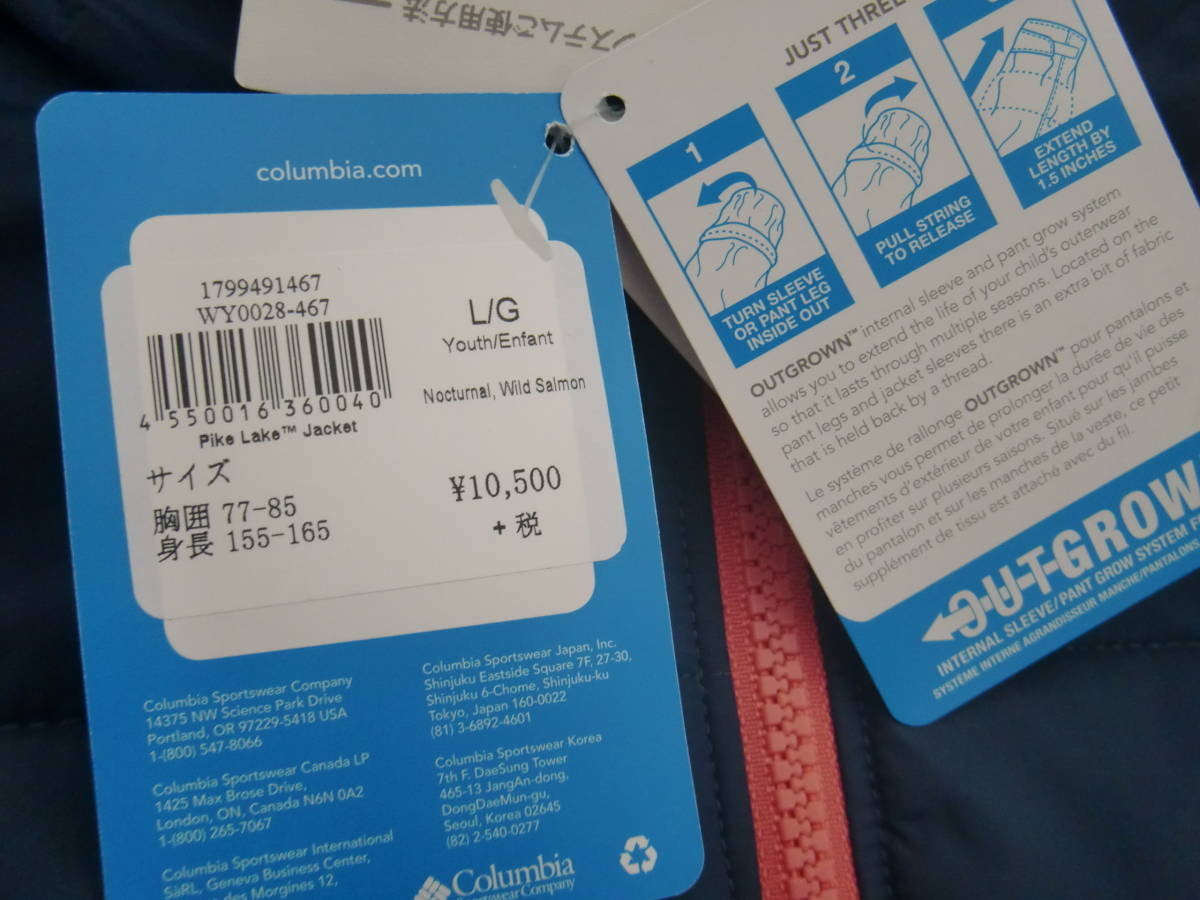 システムご使用方法
columbia.com
1799491467
WY0028-467
4 550016 360040
Pike Lake™ Jacket
サイズ
胸囲 77-85
身長 155-165
L/G
Youth/Enfant
Nocturnal, Wild Salmon
¥10,500
+ 税
Columbia Sportswear Company
14375 NW Science Park Drive
Portland, OR 97229-5418 USA
1-(800) 547-8066
Columbia Sportswear Canada LP
1425 Max Brose Drive,
London, ON, Canada N6N 0A2
1-(800) 265-7067
Columbia Sportswear International
SàRL, Geneva Business Center,
des Morgines 12,
Columbia Sportswear Japan, Inc.
Shinjuku Eastside Square 7F, 27-30,
Shinjuku 6-Chome, Shinjuku-ku
Tokyo, Japan 160-0022
(81) 3-6892-4601
Columbia Sportswear Korea
7th F. DaeSung Tower
465-13 JangAn-dong,
DongDaeMun-gu,
Seoul, Korea 02645
(82) 2-540-0277
Columbia
Sportswear Company
JUST THREE
1
TURN SLEEVE
OR PANT LEG
INSIDE OUT
2
PULL STRING
TO RELEASE
EXTEND
LENGTH BY
1.5 INCHES
OUTGROWN™ internal sleeve and pant grow system
allows you to extend the life of your child's outerwear
so that it lasts through multiple seasons. Located on the
pant legs and jacket sleeves there is an extra bit of fabric
that is held back by a thread.
Le système de rallonge OUTGROWN™ pour pantalons et
manches vous permet de prolonger la durée de vie des
vêtements d'extérieur de votre enfant pour qu'il puisse
en profiter sur plusieurs saisons. Situé sur les jambes
du pantalon et sur les manches de la veste, ce petit
supplément de tissu est attaché avec du fil.
O-U-T-GROW
INTERNAL SLEEVE/PANT GROW SYSTEM
SYSTÈME INTERNE AGRANDISSEUR MANCHE/PANTALONS